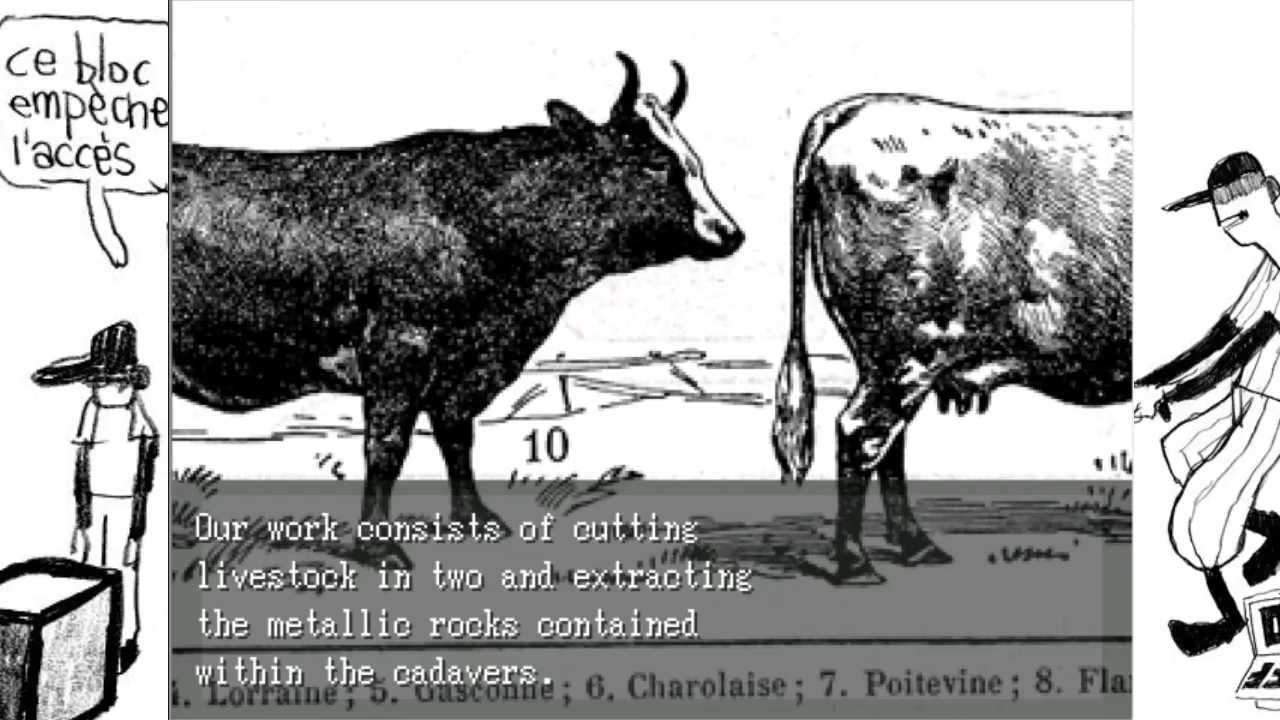 ce bloc
empêche
l'accès
10
Our work consists of cutting
livestock in two and extracting
the metallic rocks contained
within the cadavers.
Lorraine; 5. Gasconne; 6. Charolaise; 7. Poitevine; 8.